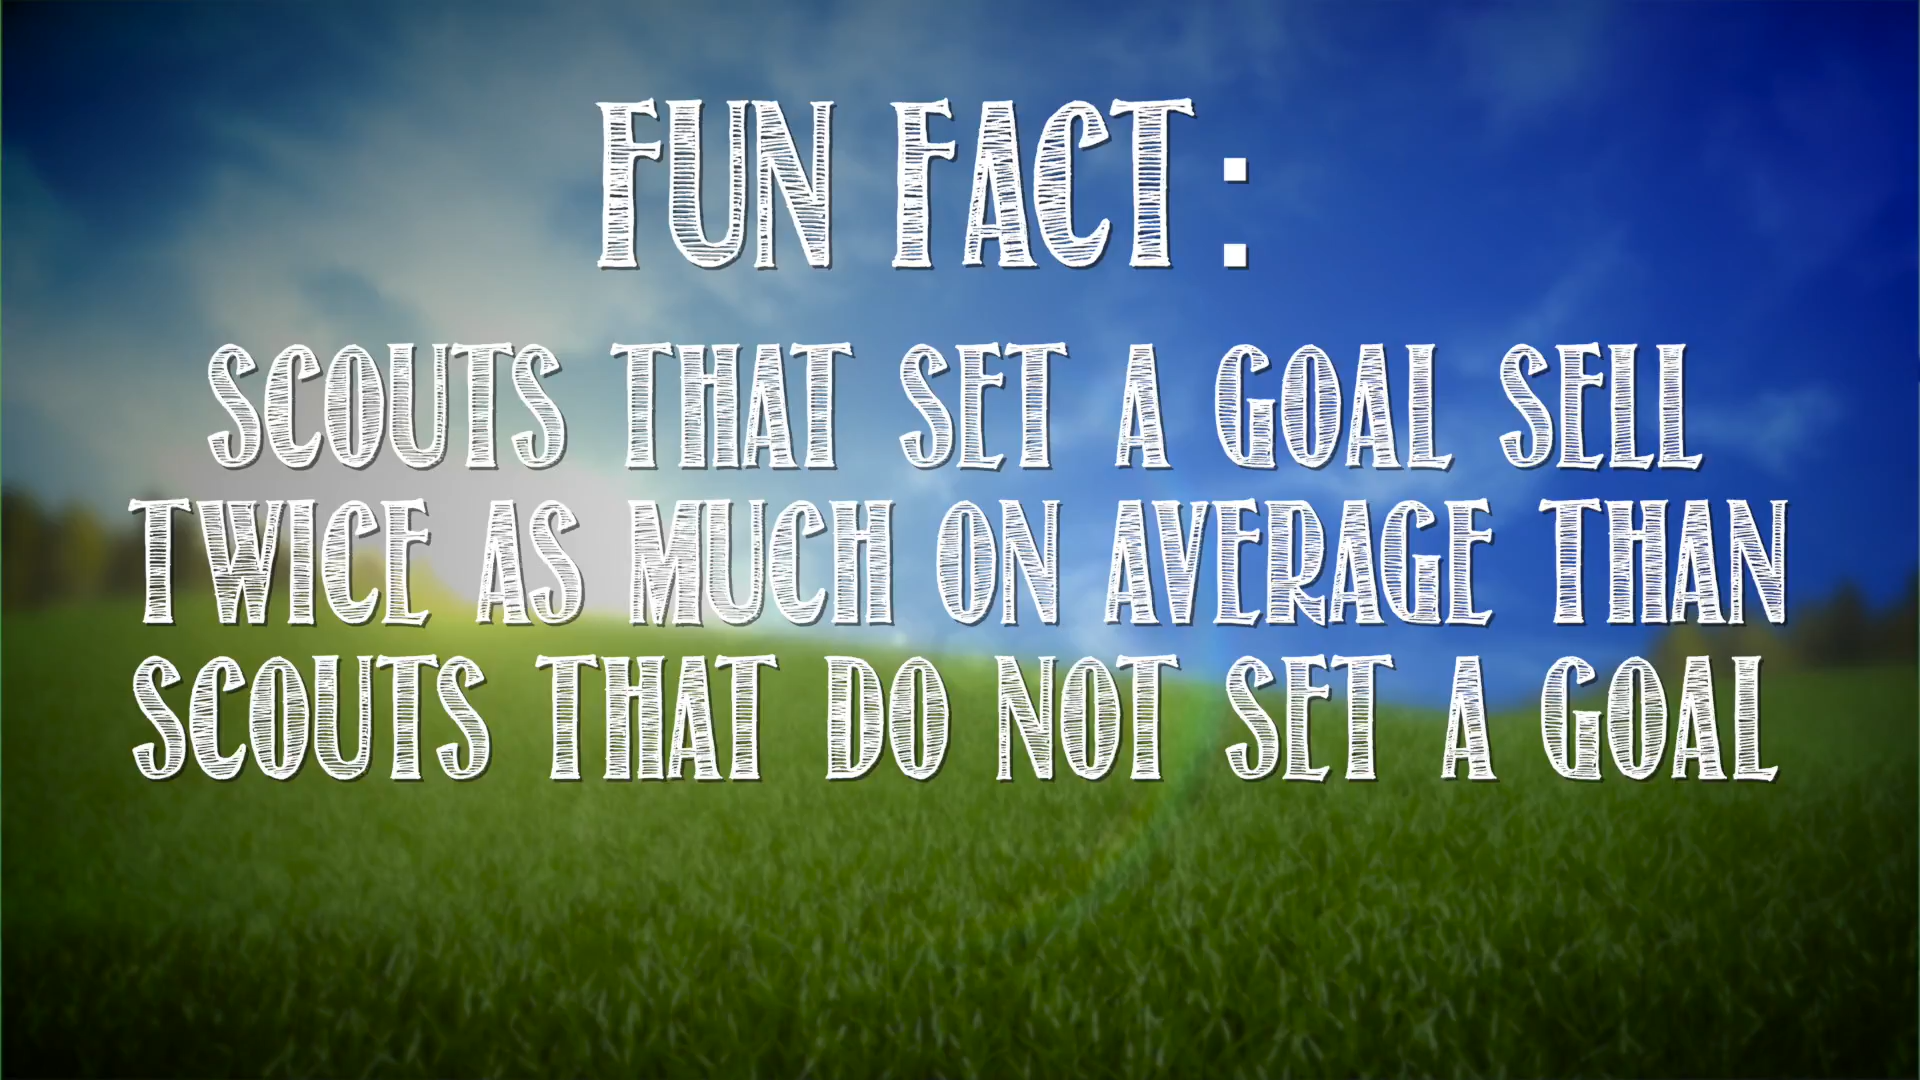 FUN FACT:
SCOUTS THAT SET A GOAL SELL
TWICE AS MUCH ON AVERAGE THAN
SCOUTS THAT DO NOT SET A GOAL